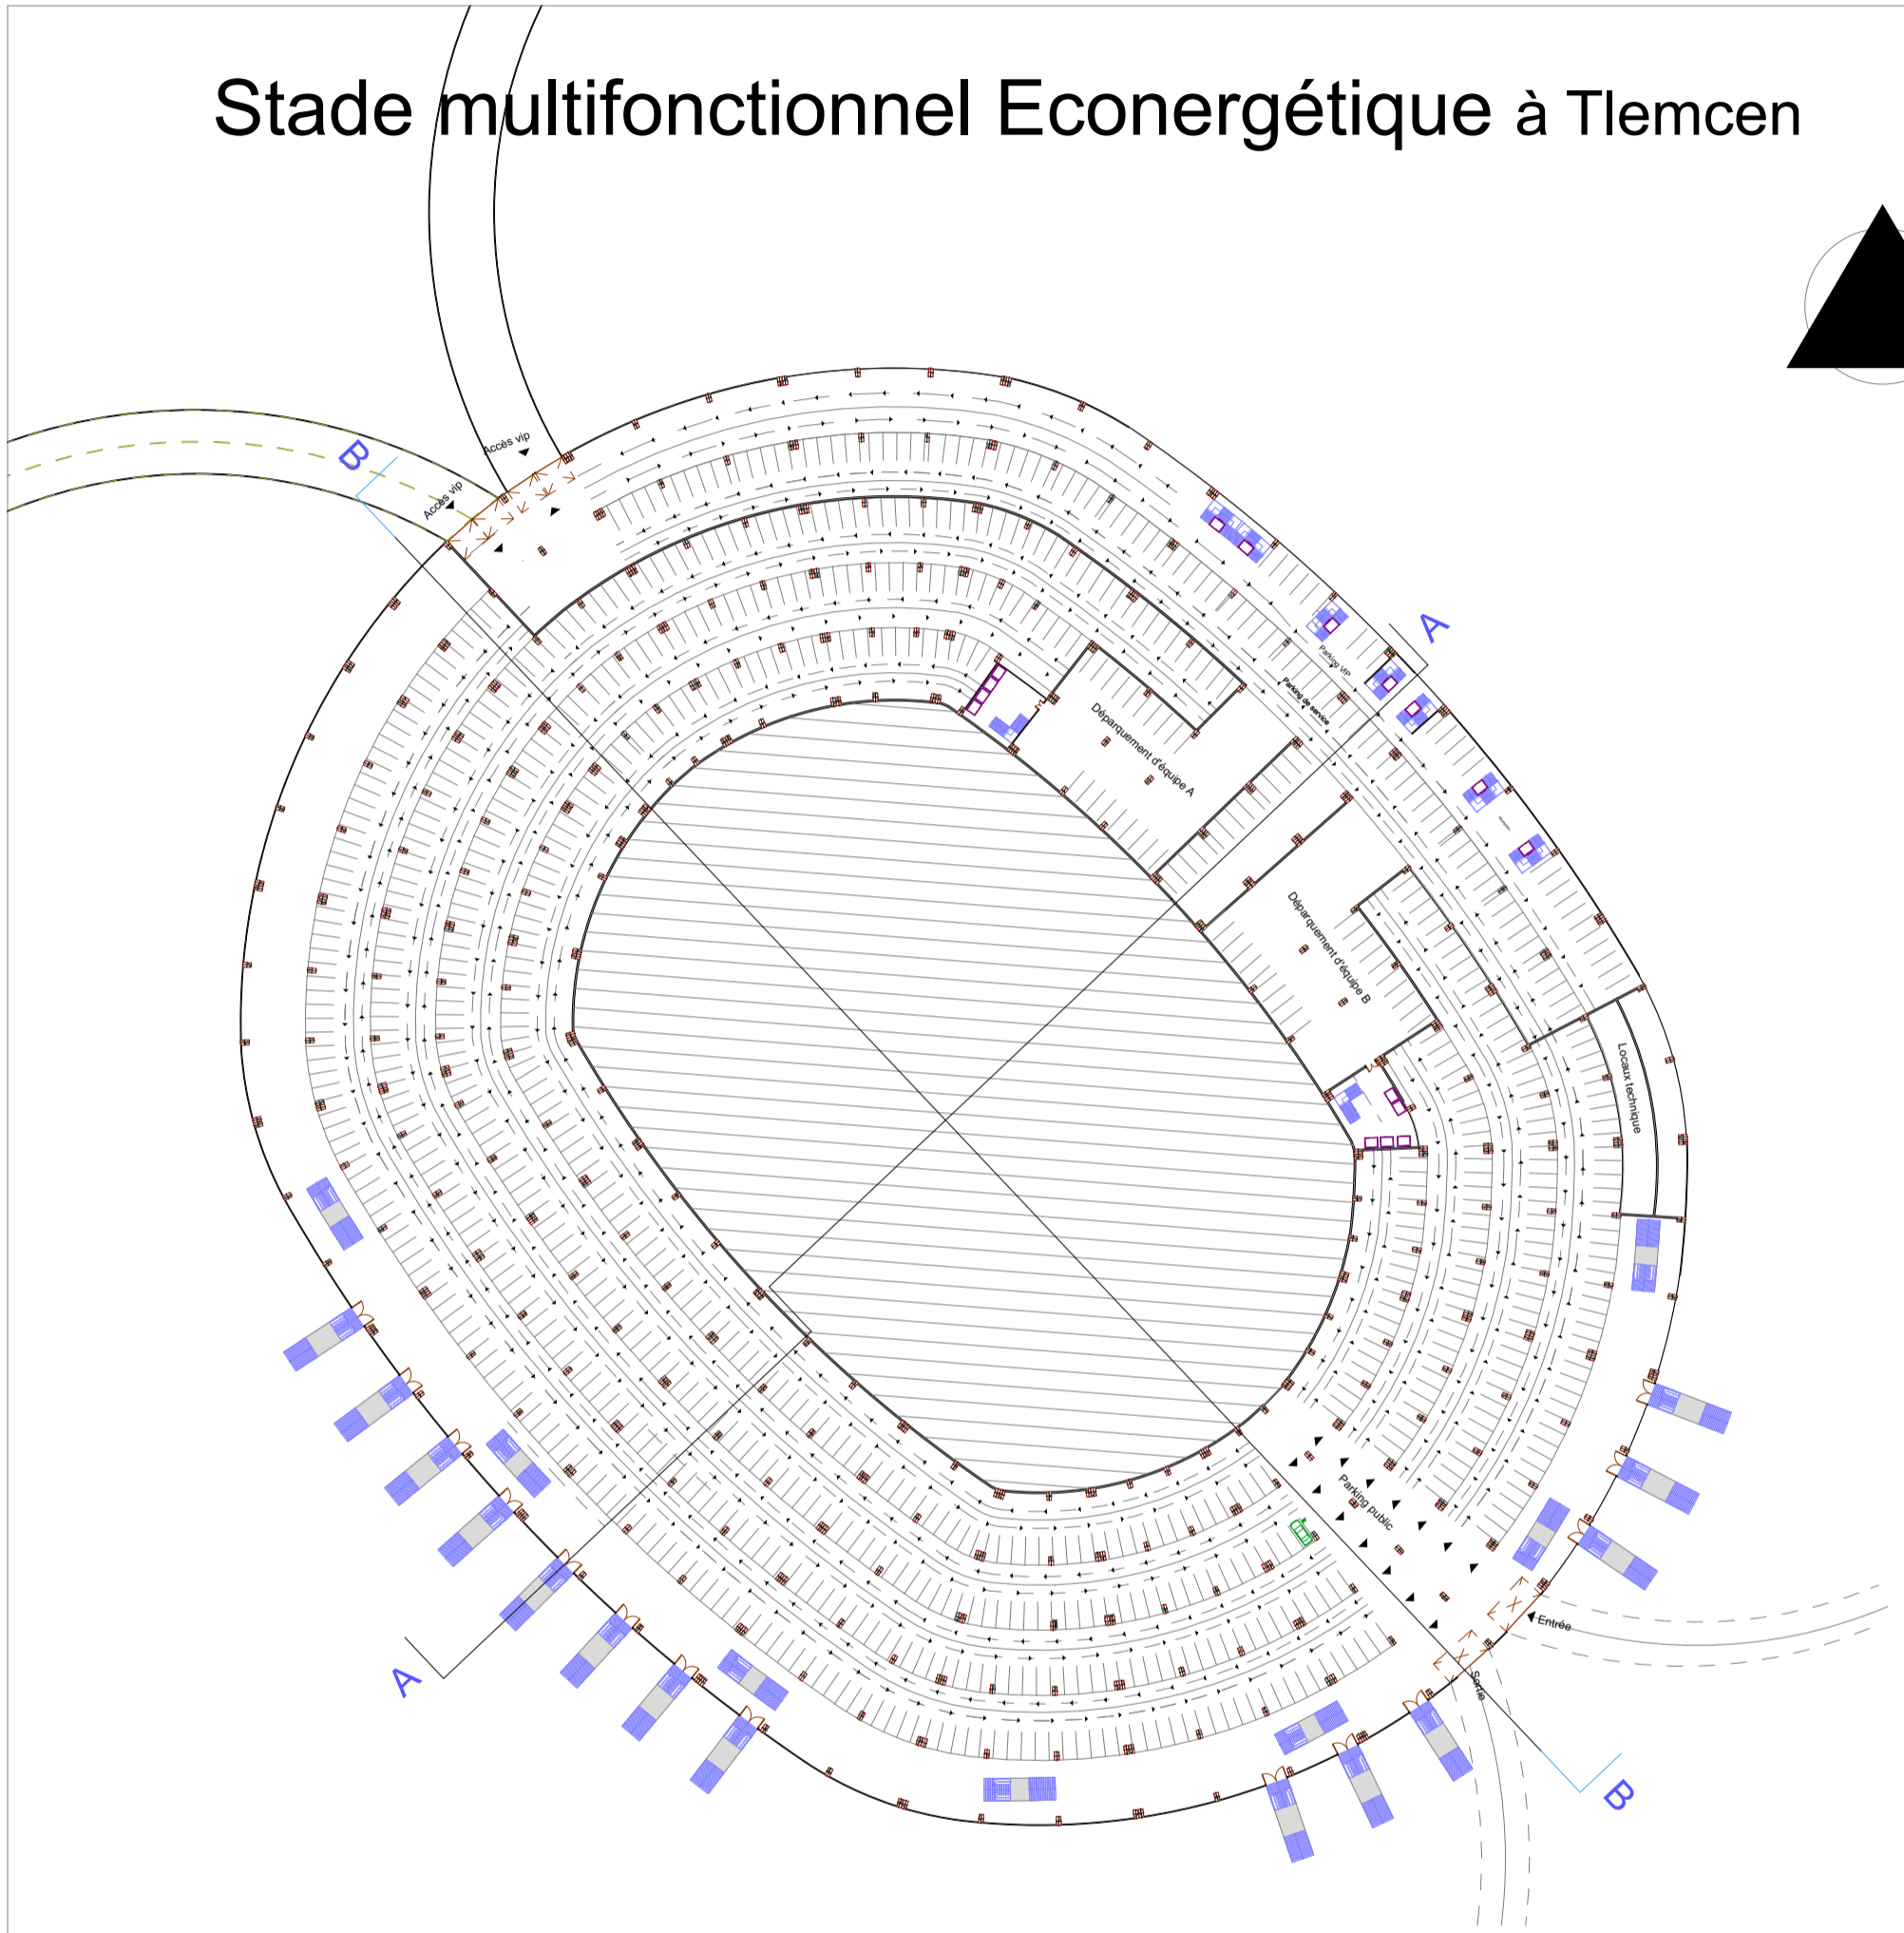 Stade multifonctionnel Econergétique à Tlemcen
Accès vip
Accès vip
B
A
Parking VIP
Parking de service
Déparquement d'équipe A
Déparquement d'équipe B
Locaux technique
Parking public
Entrée
Sortie
A
B